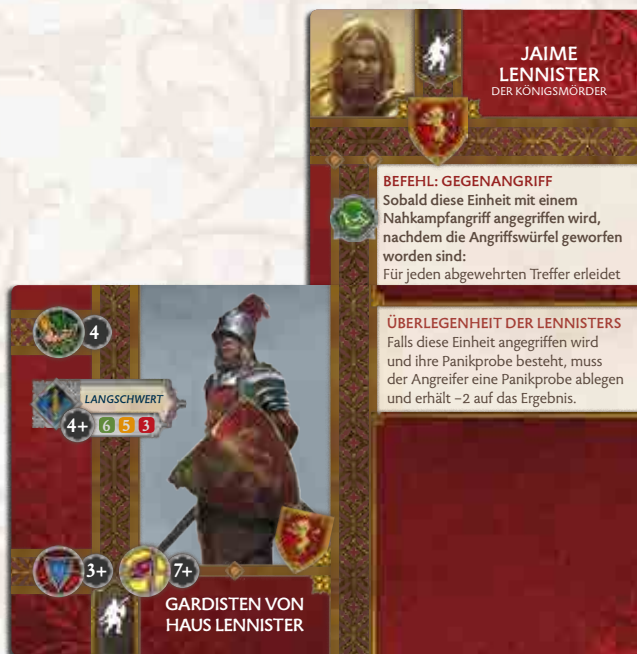 JAIME
LENNISTER
DER KÖNIGSMÖRDER
BEFEHL: GEGENANGRIFF
Sobald diese Einheit mit einem
Nahkampfangriff angegriffen wird,
nachdem die Angriffswürfel geworfen
worden sind:
Für jeden abgewehrten Treffer erleidet
ÜBERLEGENHEIT DER LENNISTERS
Falls diese Einheit angegriffen wird
und ihre Panikprobe besteht, muss
der Angreifer eine Panikprobe ablegen
und erhält –2 auf das Ergebnis.
4
LANGSCHWERT
4+ 6 5 3
3+ 7+
GARDISTEN VON
HAUS LENNISTER